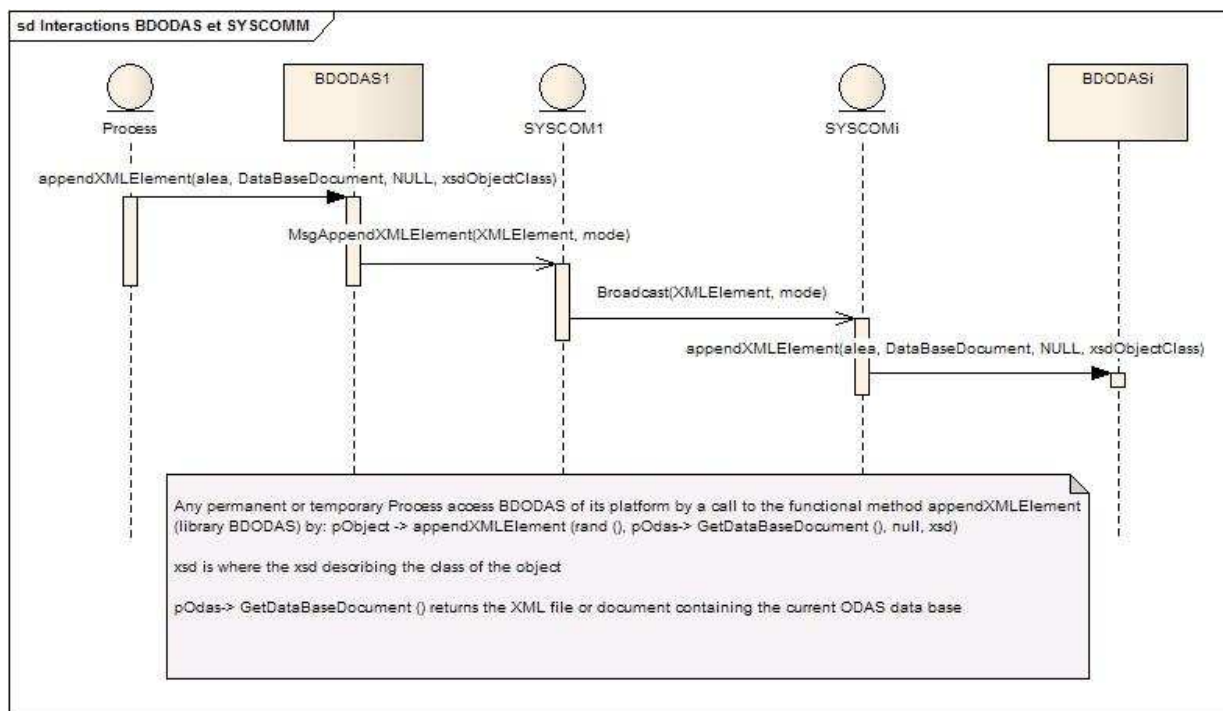 sd Interactions BDODAS et SYSCOMM
Process
BDODAS1
SYSCOM1
SYSCOMi
BDODASi
appendXMLElement(alea, DataBaseDocument, NULL, xsdObjectClass)
MsgAppendXMLElement(XMLElement, mode)
Broadcast(XMLElement, mode)
appendXMLElement(alea, DataBaseDocument, NULL, xsdObjectClass)
Any permanent or temporary Process access BDODAS of its platform by a call to the functional method appendXMLElement
(library BDODAS) by: pObject -> appendXMLElement (rand (), pOdas-> GetDataBaseDocument (), null, xsd)
xsd is where the xsd describing the class of the object
pOdas-> GetDataBaseDocument () returns the XML file or document containing the current ODAS data base